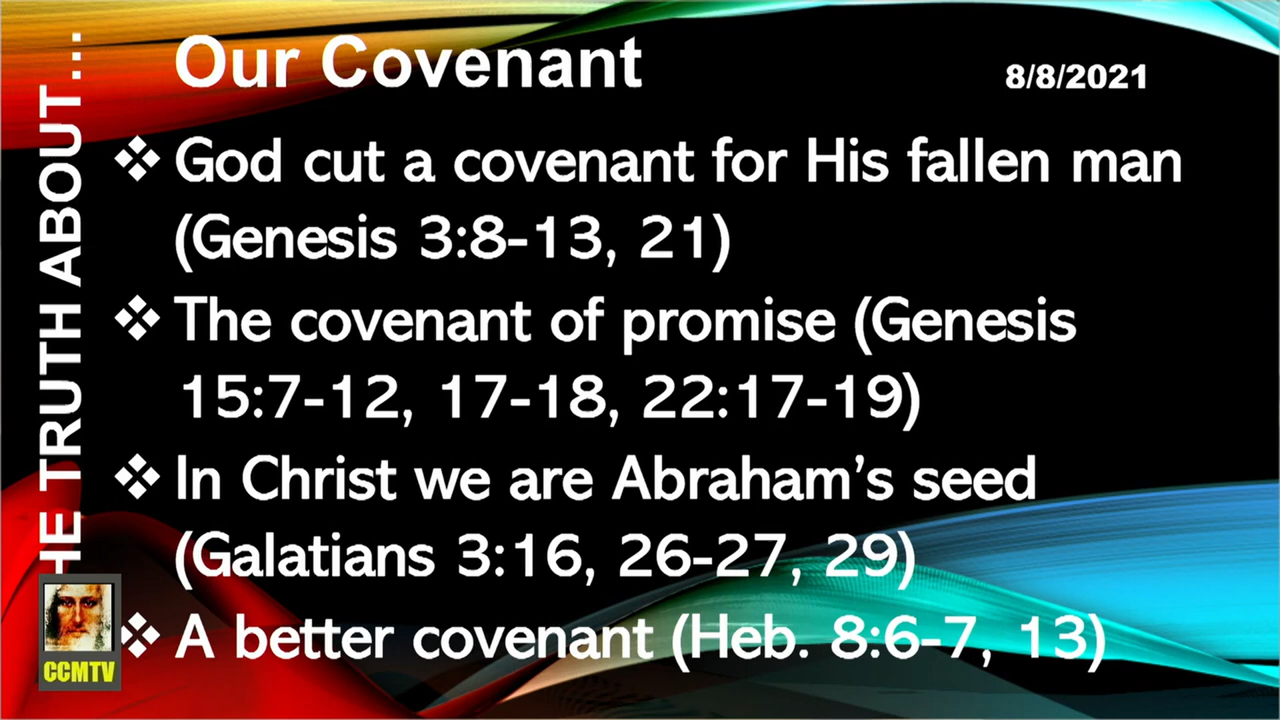 Our Covenant
8/8/2021
HE TRUTH ABOUT...
❖ God cut a covenant for His fallen man
(Genesis 3:8-13, 21)
❖ The covenant of promise (Genesis
15:7-12, 17-18, 22:17-19)
❖ In Christ we are Abraham’s seed
(Galatians 3:16, 26-27, 29)
❖ A better covenant (Heb. 8:6-7, 13)
CCMTV